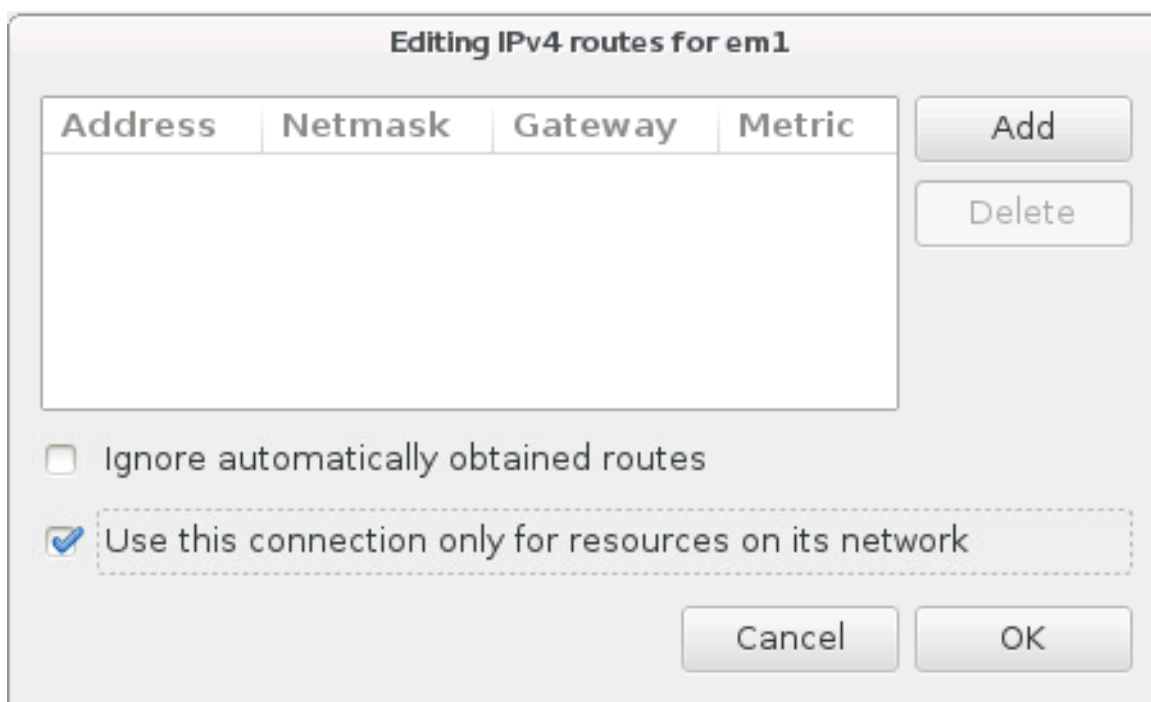 Editing IPv4 routes for em1
Address Netmask Gateway Metric
Add
Delete
Ignore automatically obtained routes
Use this connection only for resources on its network
Cancel OK